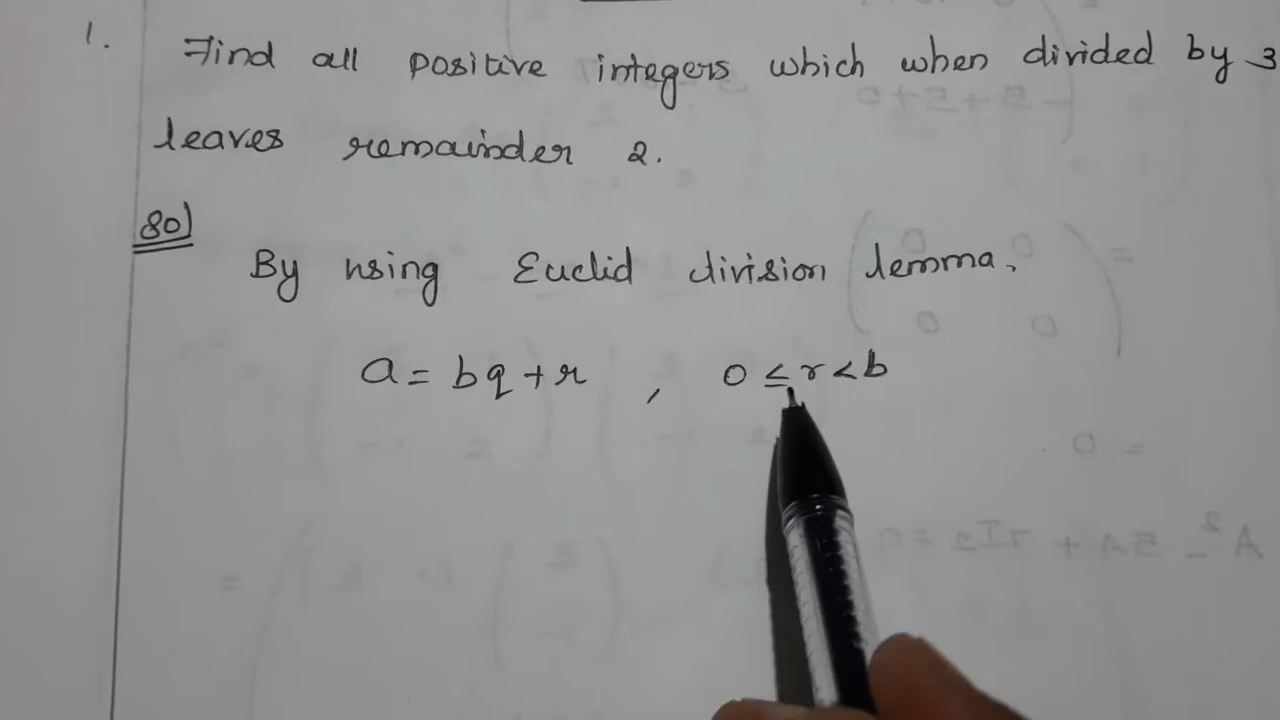 1. Find all positive integers which when divided by 3
leaves remainder 2.
Sol
By using Euclid division lemma,
a = bq + r , 0 ≤ r < b